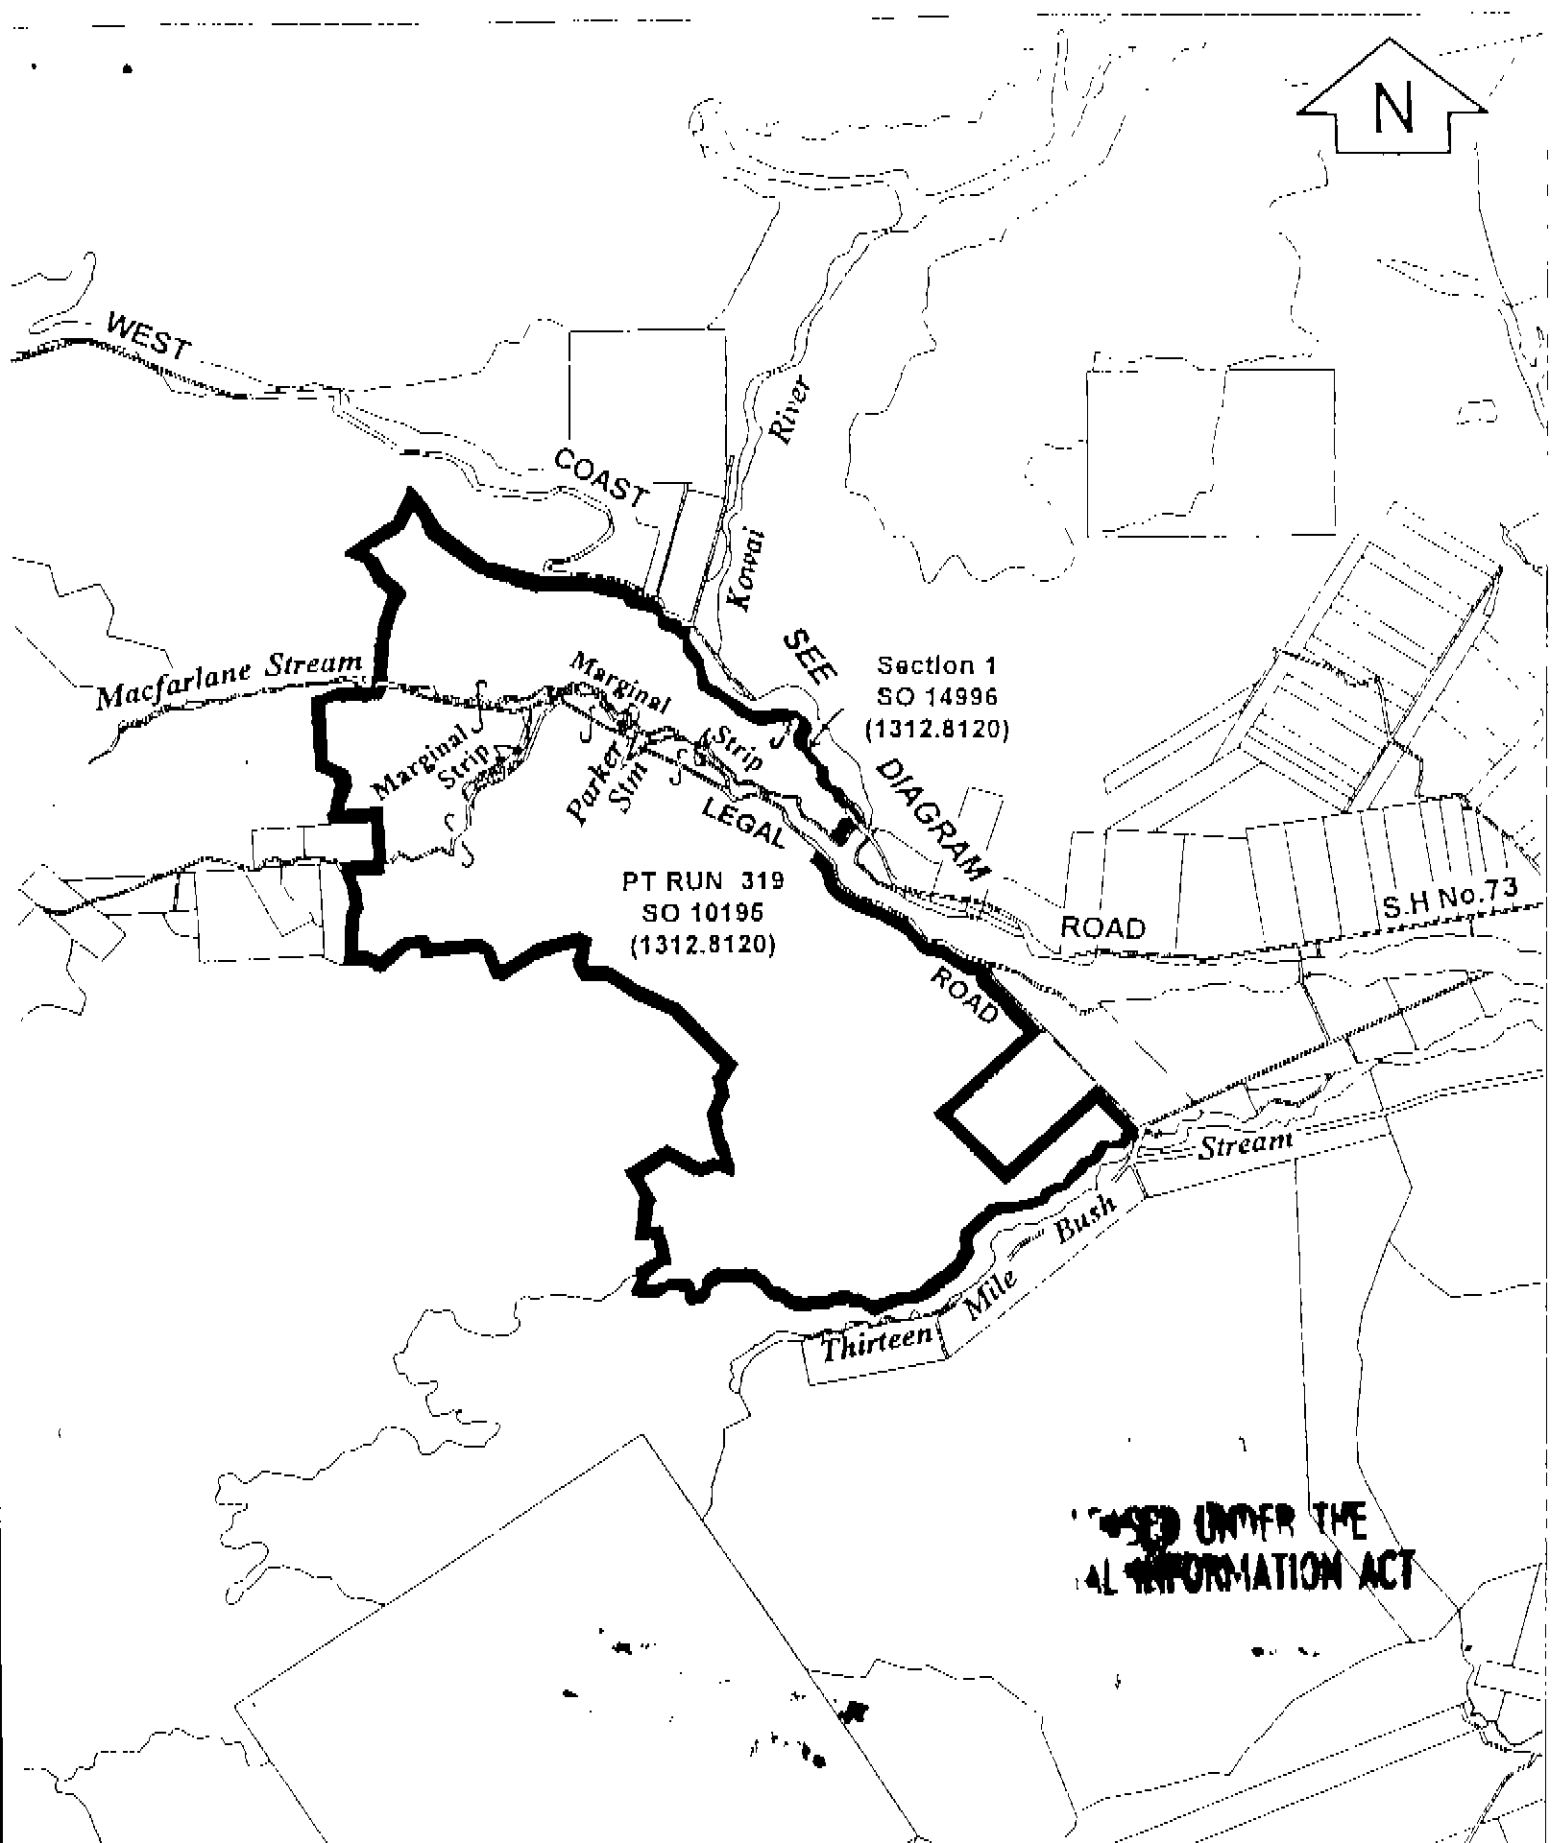 N
WEST
COAST
River
Kowai
SEE
DIAGRAM
Section 1
SO 14996
(1312.8120)
Macfarlane Stream
Marginal
Strip
Marginal
Strip
Parker
Stm
LEGAL
ROAD
PT RUN 319
SO 10195
(1312.8120)
ROAD
S.H No.73
Stream
Bush
Mile
Thirteen
UNDER THE
INFORMATION ACT